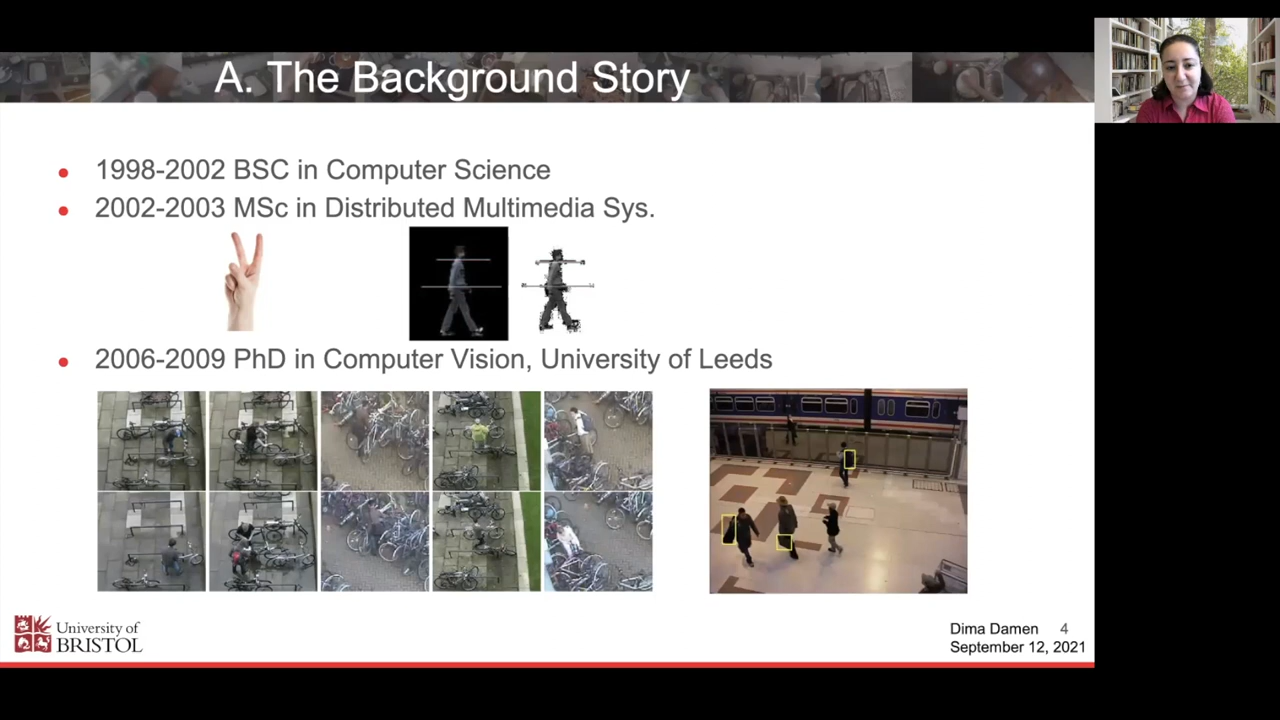 A. The Background Story
1998-2002 BSC in Computer Science
2002-2003 MSc in Distributed Multimedia Sys.
2006-2009 PhD in Computer Vision, University of Leeds
University of
BRISTOL
Dima Damen 4
September 12, 2021